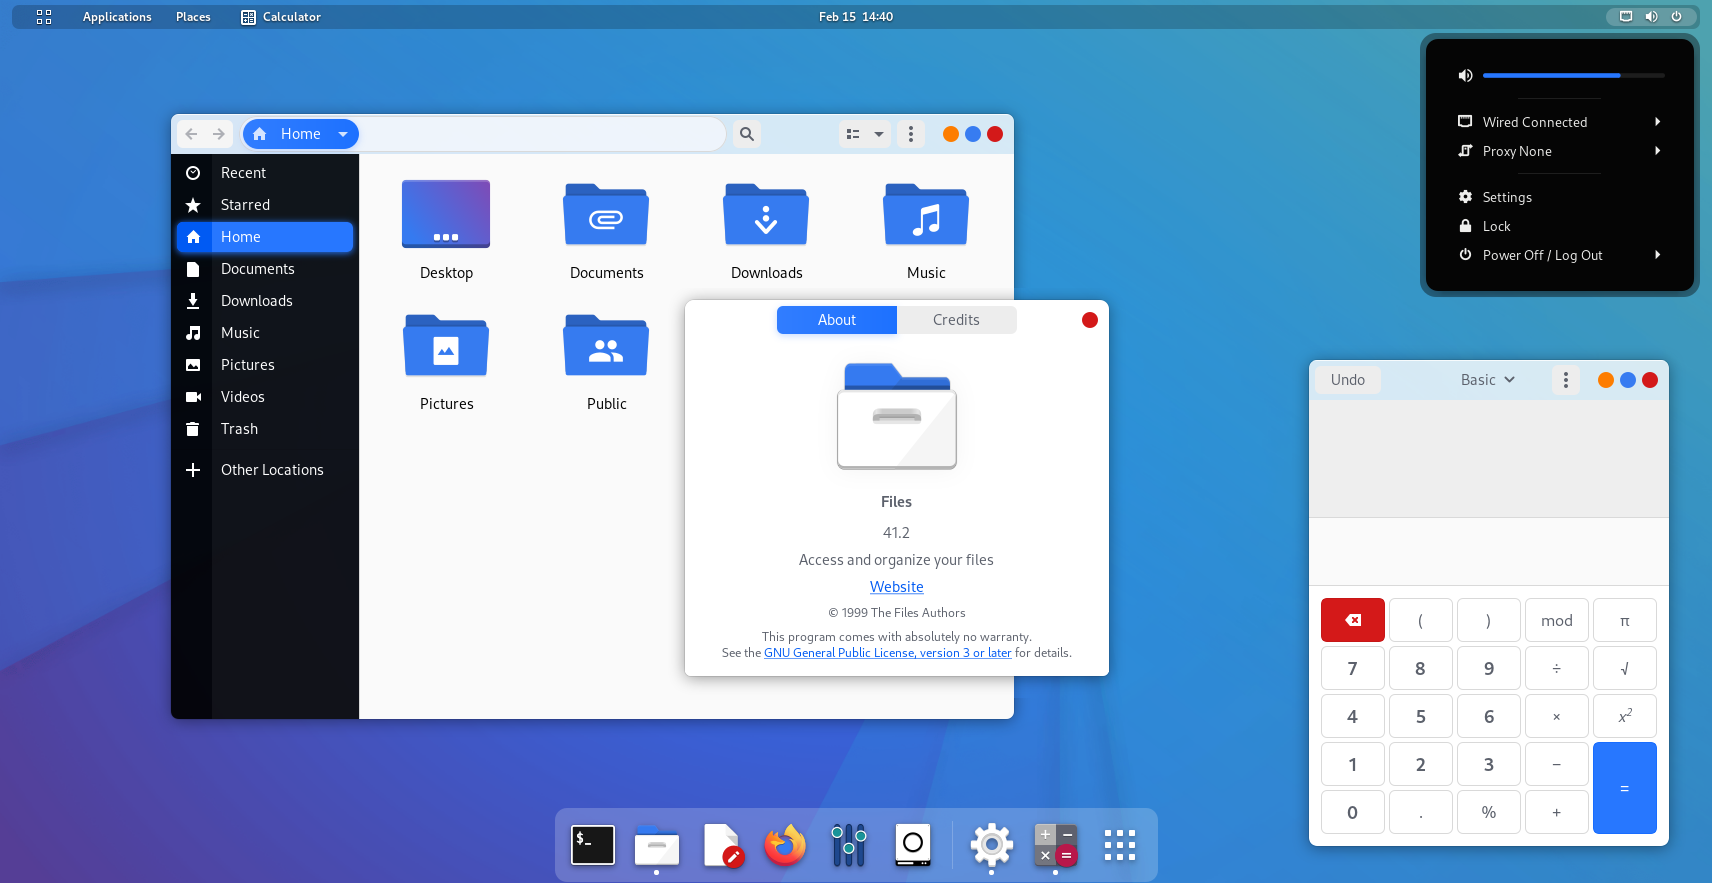 Applications Places Calculator Feb 15 14:40
Home
Recent
Starred
Home
Documents
Downloads
Music
Pictures
Videos
Trash
Other Locations
Desktop Documents Downloads Music
Pictures Public
About Credits
Files
41.2
Access and organize your files
Website
© 1999 The Files Authors
This program comes with absolutely no warranty.
See the GNU General Public License, version 3 or later for details.
Wired Connected
Proxy None
Settings
Lock
Power Off / Log Out
Undo Basic
( ) mod π
7 8 9 ÷ √
4 5 6 × x²
1 2 3 −
0 . % + =
$_
+ −
× =